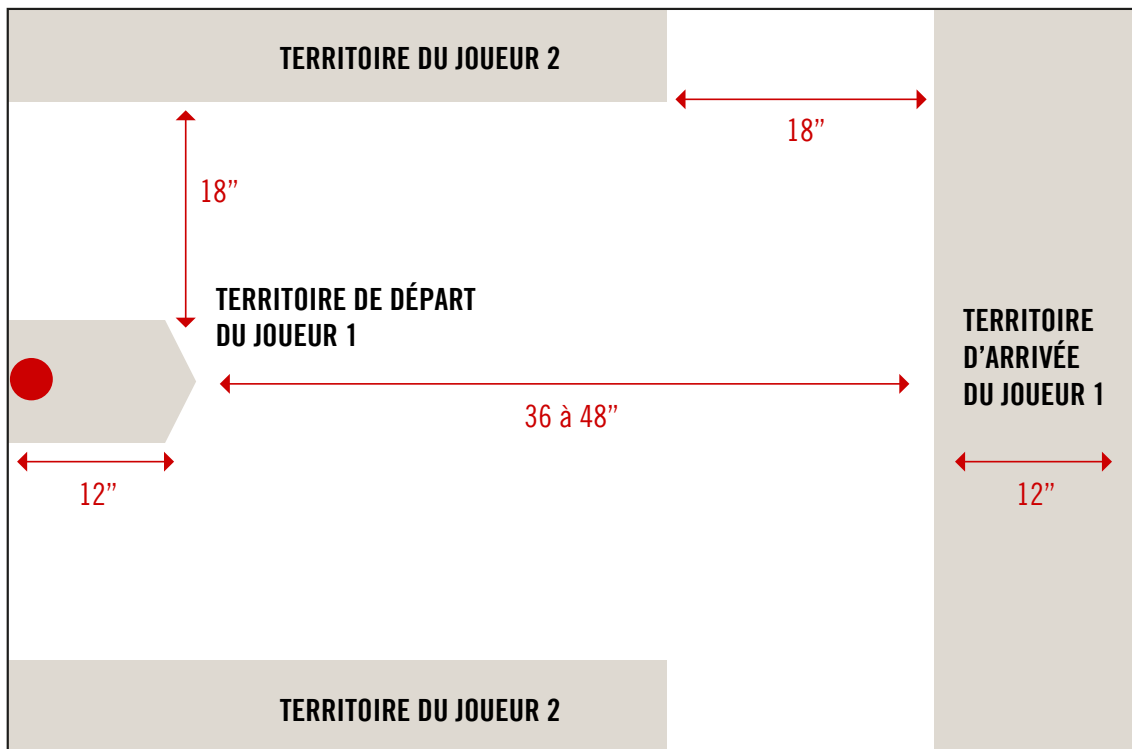 TERRITOIRE DU JOUEUR 2
18”
18”
TERRITOIRE DE DÉPART
DU JOUEUR 1
TERRITOIRE
D’ARRIVÉE
DU JOUEUR 1
36 à 48”
12”
12”
TERRITOIRE DU JOUEUR 2